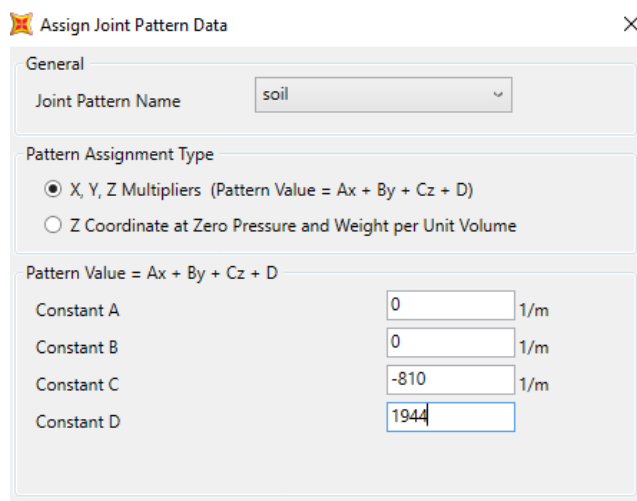 Assign Joint Pattern Data
General
Joint Pattern Name soil
Pattern Assignment Type
X, Y, Z Multipliers (Pattern Value = Ax + By + Cz + D)
Z Coordinate at Zero Pressure and Weight per Unit Volume
Pattern Value = Ax + By + Cz + D
Constant A 0 1/m
Constant B 0 1/m
Constant C -810 1/m
Constant D 1944